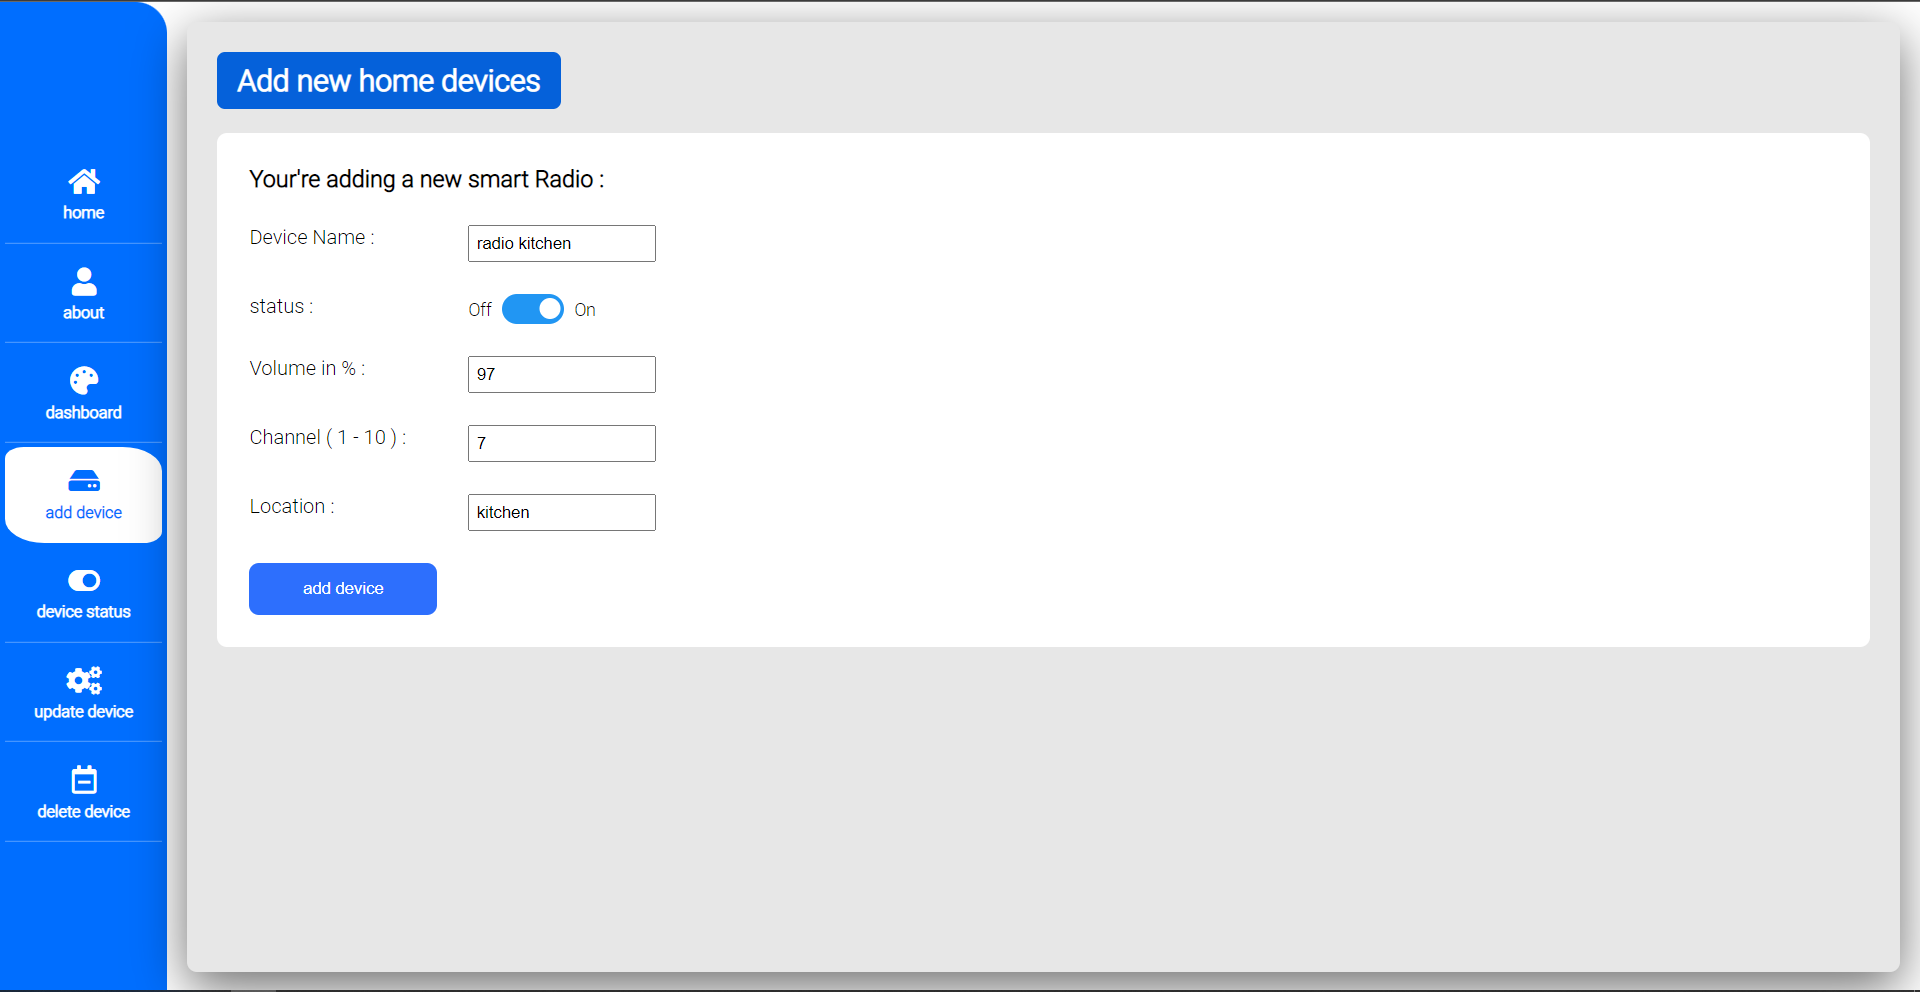 home
about
dashboard
add device
device status
update device
delete device
Add new home devices
Your're adding a new smart Radio :
Device Name : radio kitchen
status : Off On
Volume in % : 97
Channel ( 1 - 10 ) : 7
Location : kitchen
add device